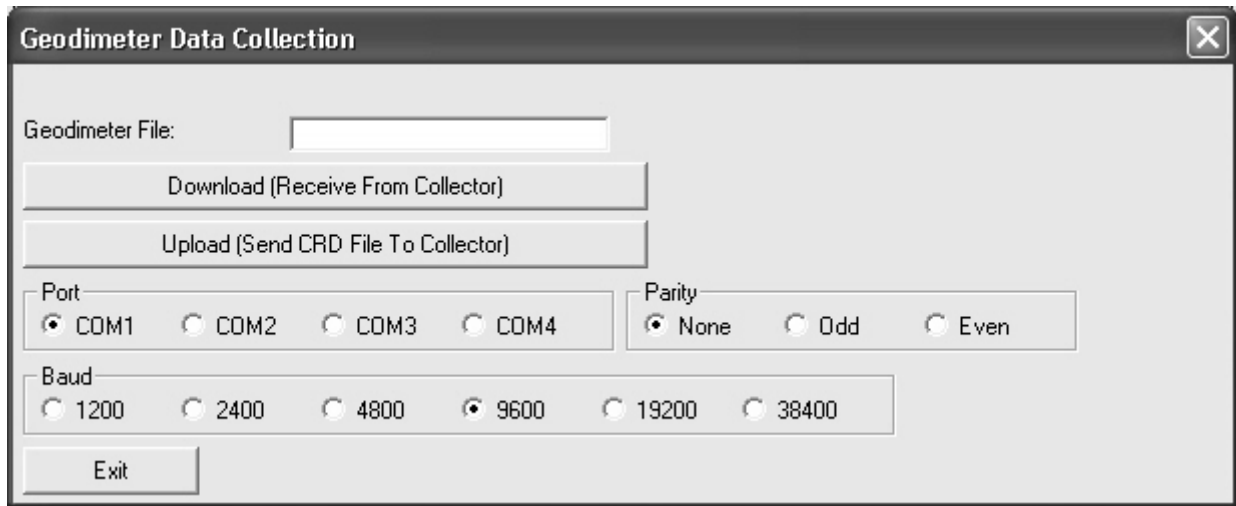 Geodimeter Data Collection
Geodimeter File:
Download (Receive From Collector)
Upload (Send CRD File To Collector)
Port Parity
COM1 COM2 COM3 COM4 None Odd Even
Baud
1200 2400 4800 9600 19200 38400
Exit